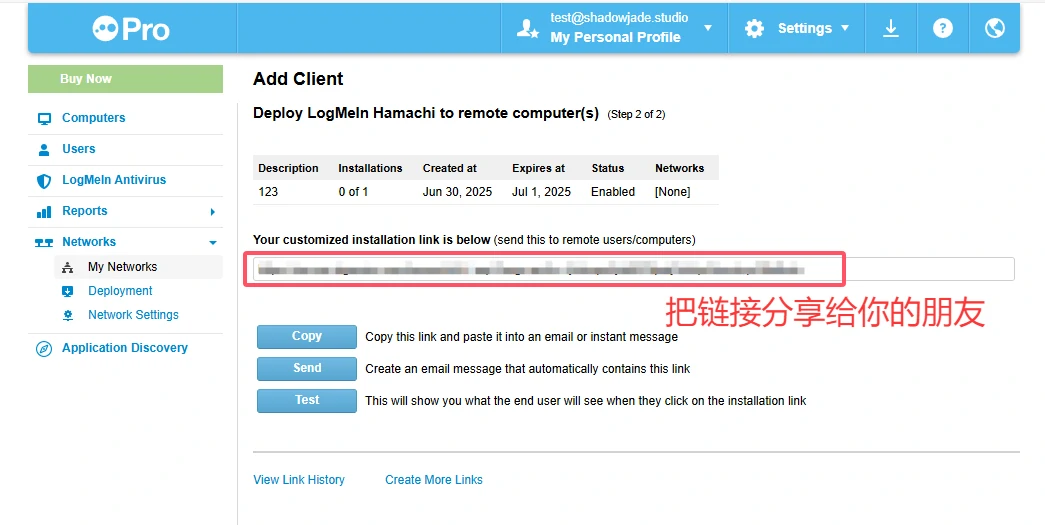 Pro
test@shadowjade.studio
My Personal Profile
Settings
?
Buy Now
Computers
Users
LogMeIn Antivirus
Reports
Networks
My Networks
Deployment
Network Settings
Application Discovery
Add Client
Deploy LogMeIn Hamachi to remote computer(s) (Step 2 of 2)
Description Installations Created at Expires at Status Networks
123 0 of 1 Jun 30, 2025 Jul 1, 2025 Enabled [None]
Your customized installation link is below (send this to remote users/computers)
把链接分享给你的朋友
Copy Copy this link and paste it into an email or instant message
Send Create an email message that automatically contains this link
Test This will show you what the end user will see when they click on the installation link
View Link History Create More Links